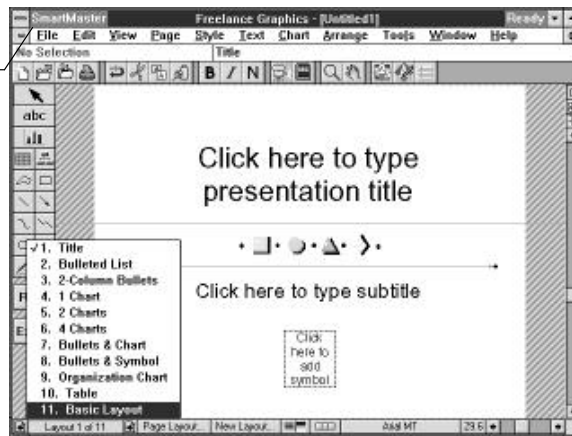 SmartMaster Freelance Graphics - [Untitled1] Ready
File Edit View Page Style Text Chart Arrange Tools Window Help
No Selection Title
B I N
abc
Click here to type
presentation title
✓1. Title
2. Bulleted List
3. 2-Column Bullets
4. 1 Chart
5. 2 Charts
6. 4 Charts
7. Bullets & Chart
8. Bullets & Symbol
9. Organization Chart
10. Table
11. Basic Layout
Click here to type subtitle
Click
here to
add
symbol
Layout 1 of 11 Page Layout... New Layout... Arial MT 29.6